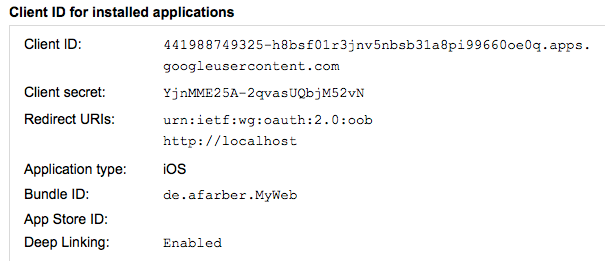 Client ID for installed applications
Client ID: 441988749325-h8bsf01r3jnv5nbsb31a8pi99660oe0q.apps.
googleusercontent.com
Client secret: YjnMME25A-2qvasUQbjM52vN
Redirect URIs: urn:ietf:wg:oauth:2.0:oob
http://localhost
Application type: iOS
Bundle ID: de.afarber.MyWeb
App Store ID:
Deep Linking: Enabled